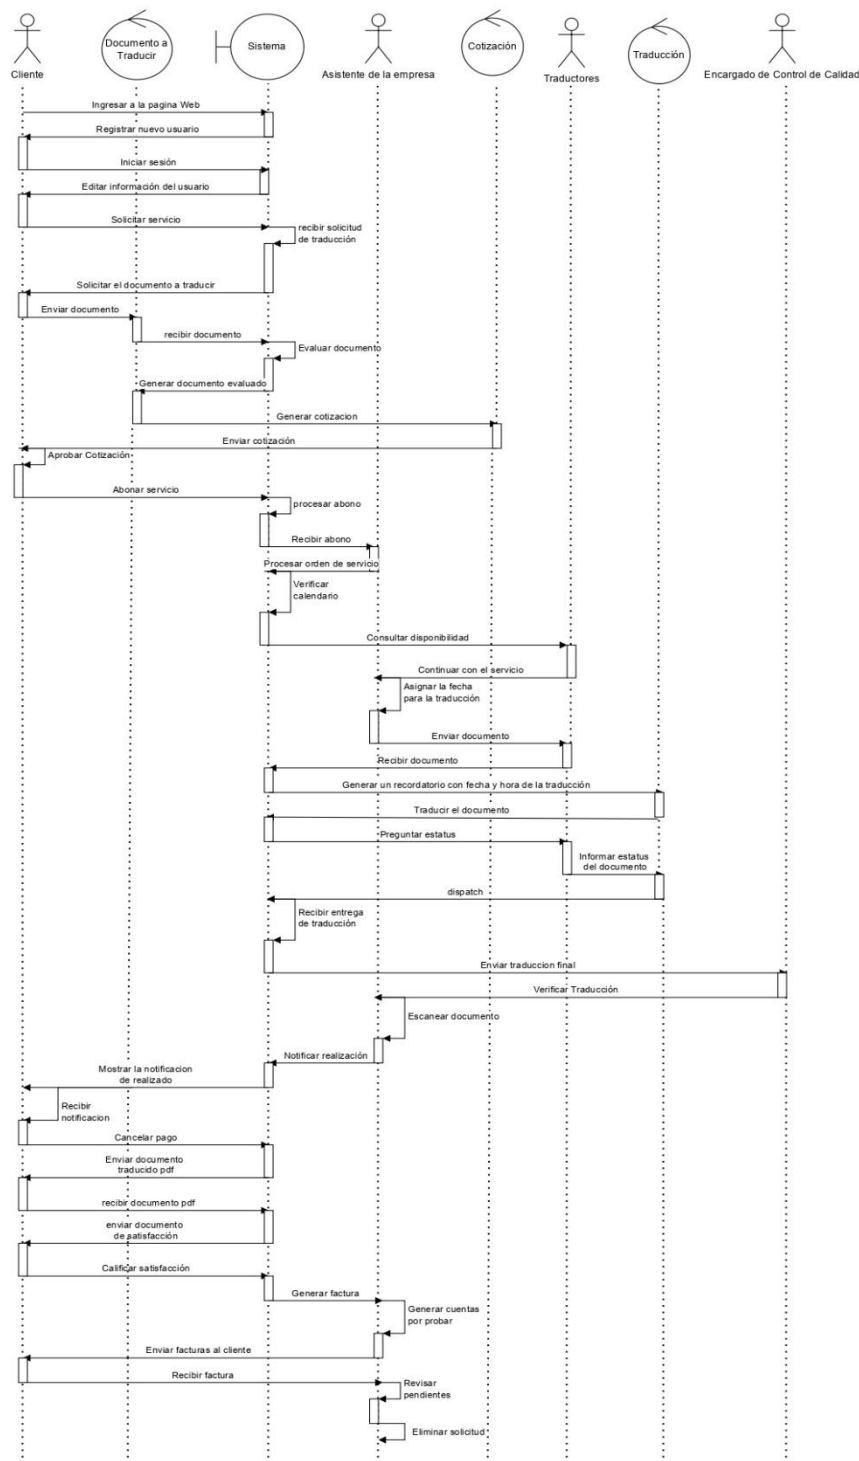 Documento a
Traducir
Sistema
Cotización
Traducción
Cliente
Asistente de la empresa
Traductores
Encargado de Control de Calidad
Ingresar a la pagina Web
Registrar nuevo usuario
Iniciar sesión
Editar información del usuario
Solicitar servicio
recibir solicitud
de traducción
Solicitar el documento a traducir
Enviar documento
recibir documento
Evaluar documento
Generar documento evaluado
Generar cotizacion
Enviar cotización
Aprobar Cotización
Abonar servicio
procesar abono
Recibir abono
Procesar orden de servicio
Verificar
calendario
Consultar disponibilidad
Continuar con el servicio
Asignar la fecha
para la traducción
Enviar documento
Recibir documento
Generar un recordatorio con fecha y hora de la traducción
Traducir el documento
Preguntar estatus
Informar estatus
del documento
dispatch
Recibir entrega
de traducción
Enviar traduccion final
Verificar Traducción
Escanear documento
Notificar realización
Mostrar la notificacion
de realizado
Recibir
notificacion
Cancelar pago
Enviar documento
traducido pdf
recibir documento pdf
enviar documento
de satisfacción
Calificar satisfacción
Generar factura
Generar cuentas
por probar
Enviar facturas al cliente
Recibir factura
Revisar
pendientes
Eliminar solicitud